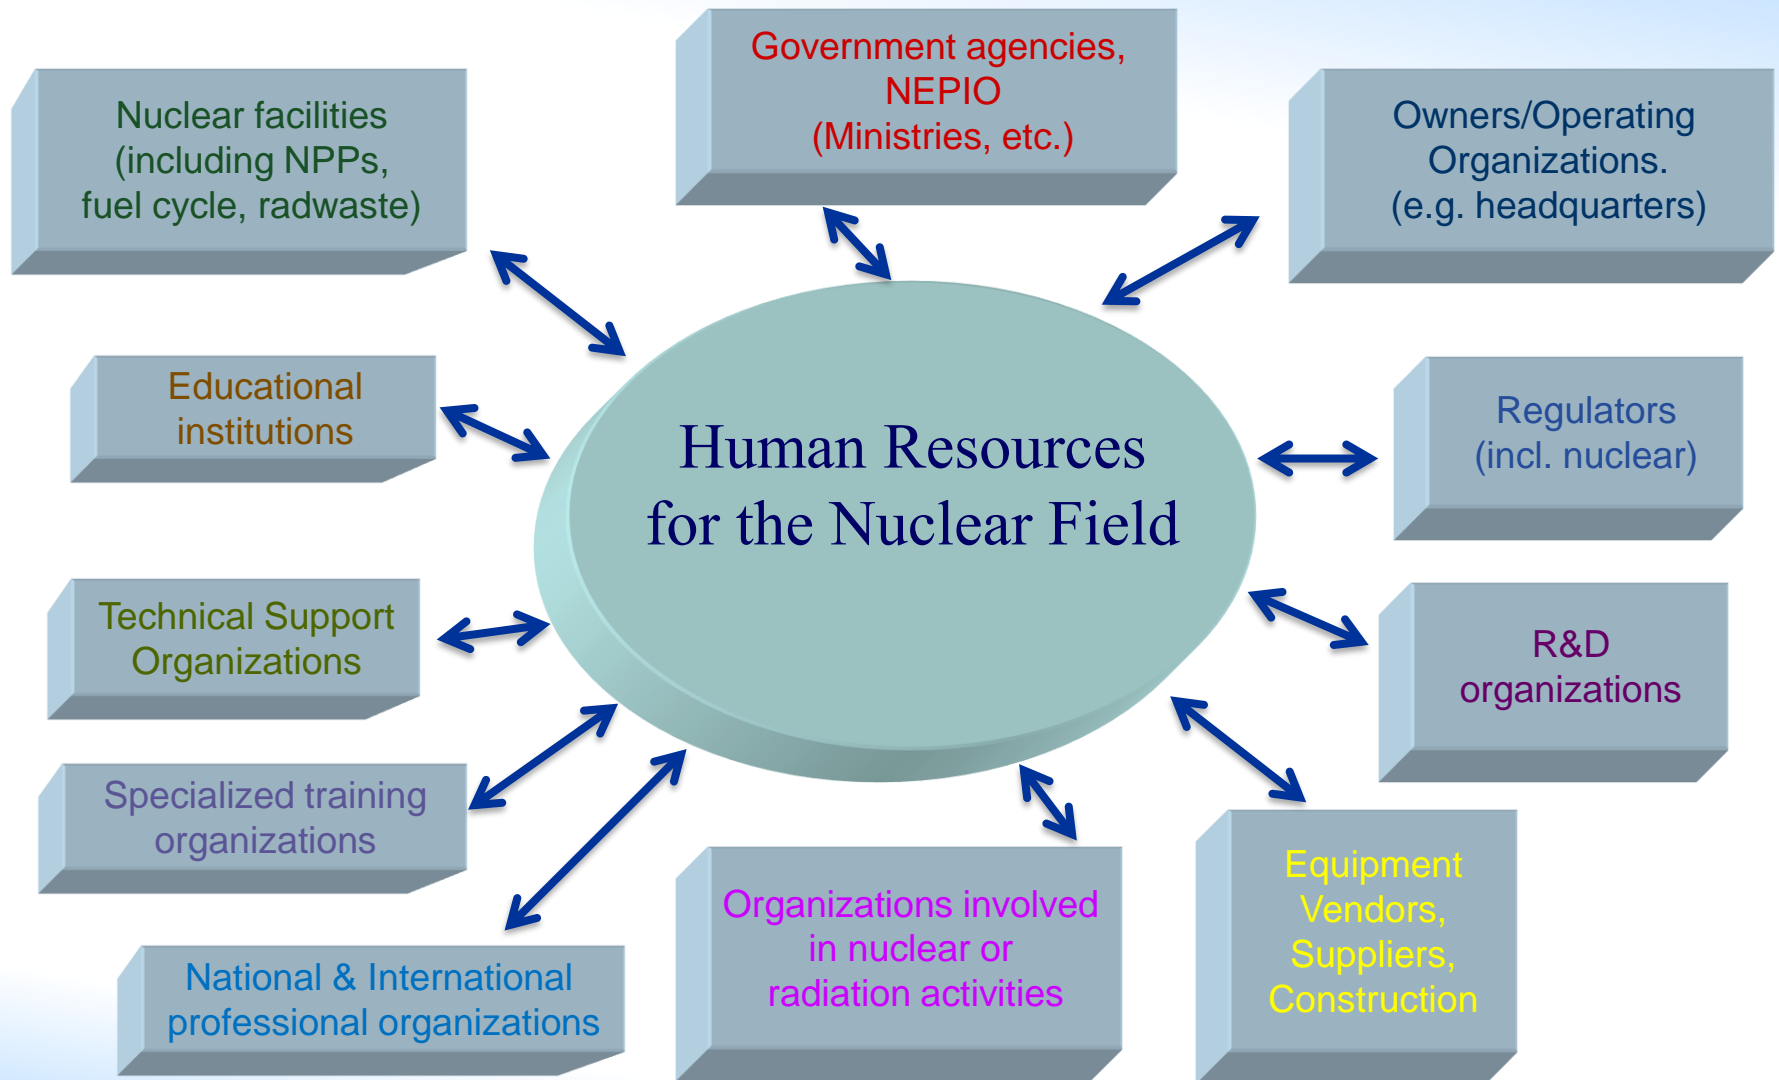 Government agencies,
NEPIO
(Ministries, etc.)
Nuclear facilities
(including NPPs,
fuel cycle, radwaste)
Owners/Operating
Organizations.
(e.g. headquarters)
Educational
institutions
Human Resources
for the Nuclear Field
Regulators
(incl. nuclear)
Technical Support
Organizations
R&D
organizations
Specialized training
organizations
Equipment
Vendors,
Suppliers,
Construction
Organizations involved
in nuclear or
radiation activities
National & International
professional organizations